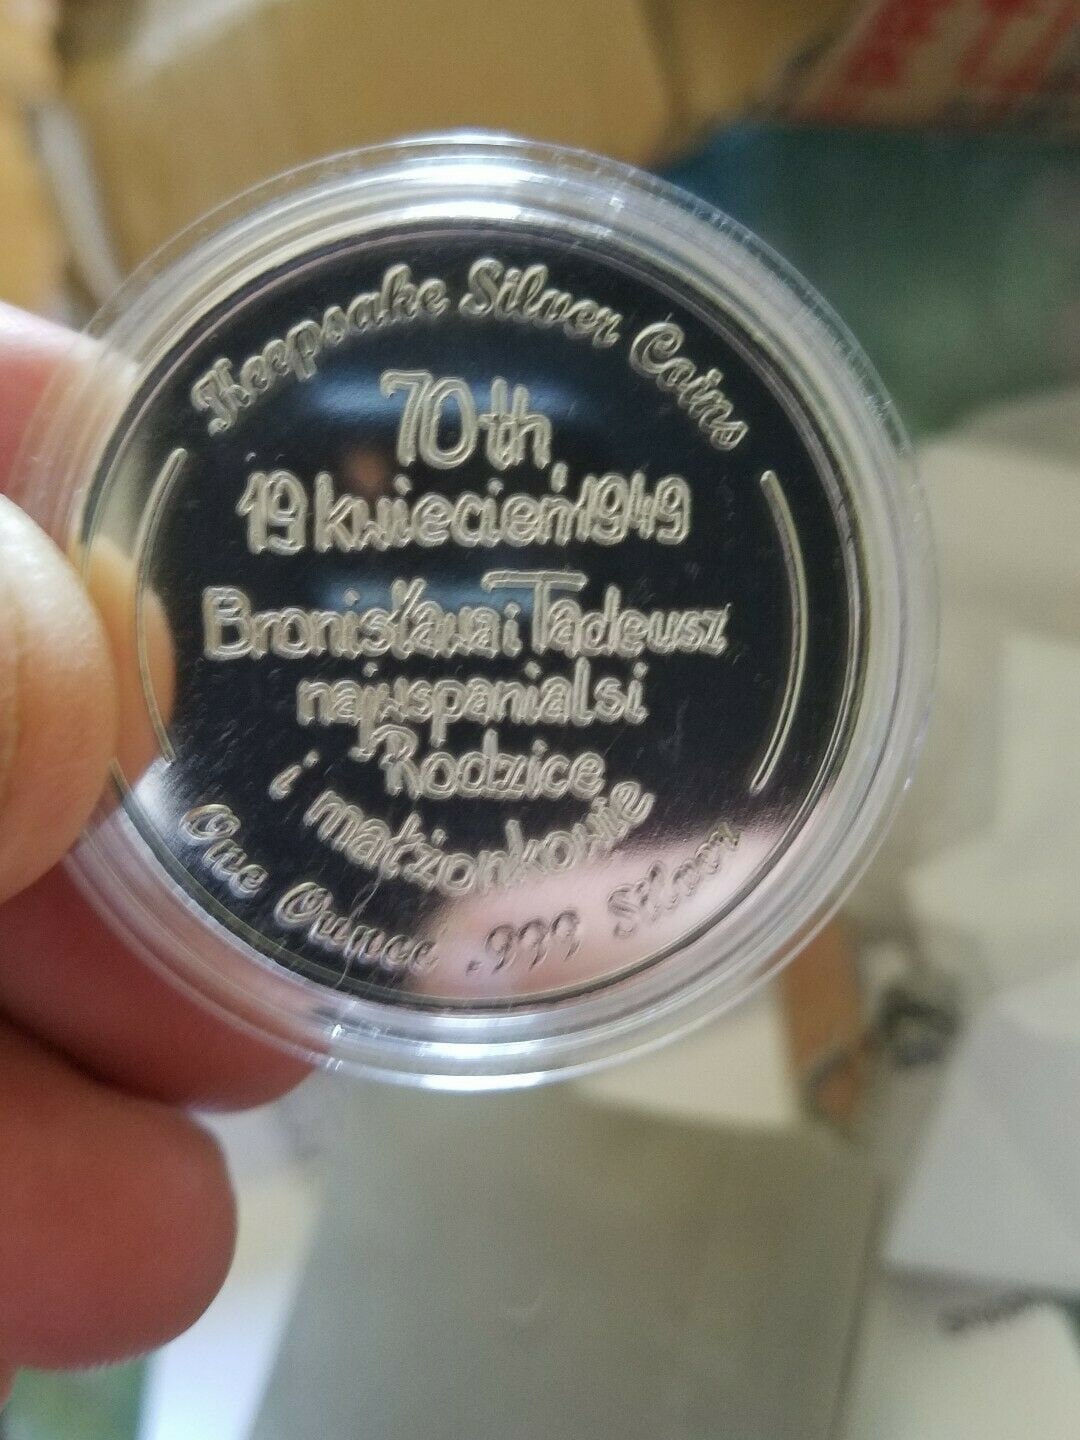 Keepsake Silver Coins
70th,
19 kwiecień,1949
Bronisława i Tadeusz
najwspanialsi
Rodzice
i małżonkowie
One Ounce .999 Silver